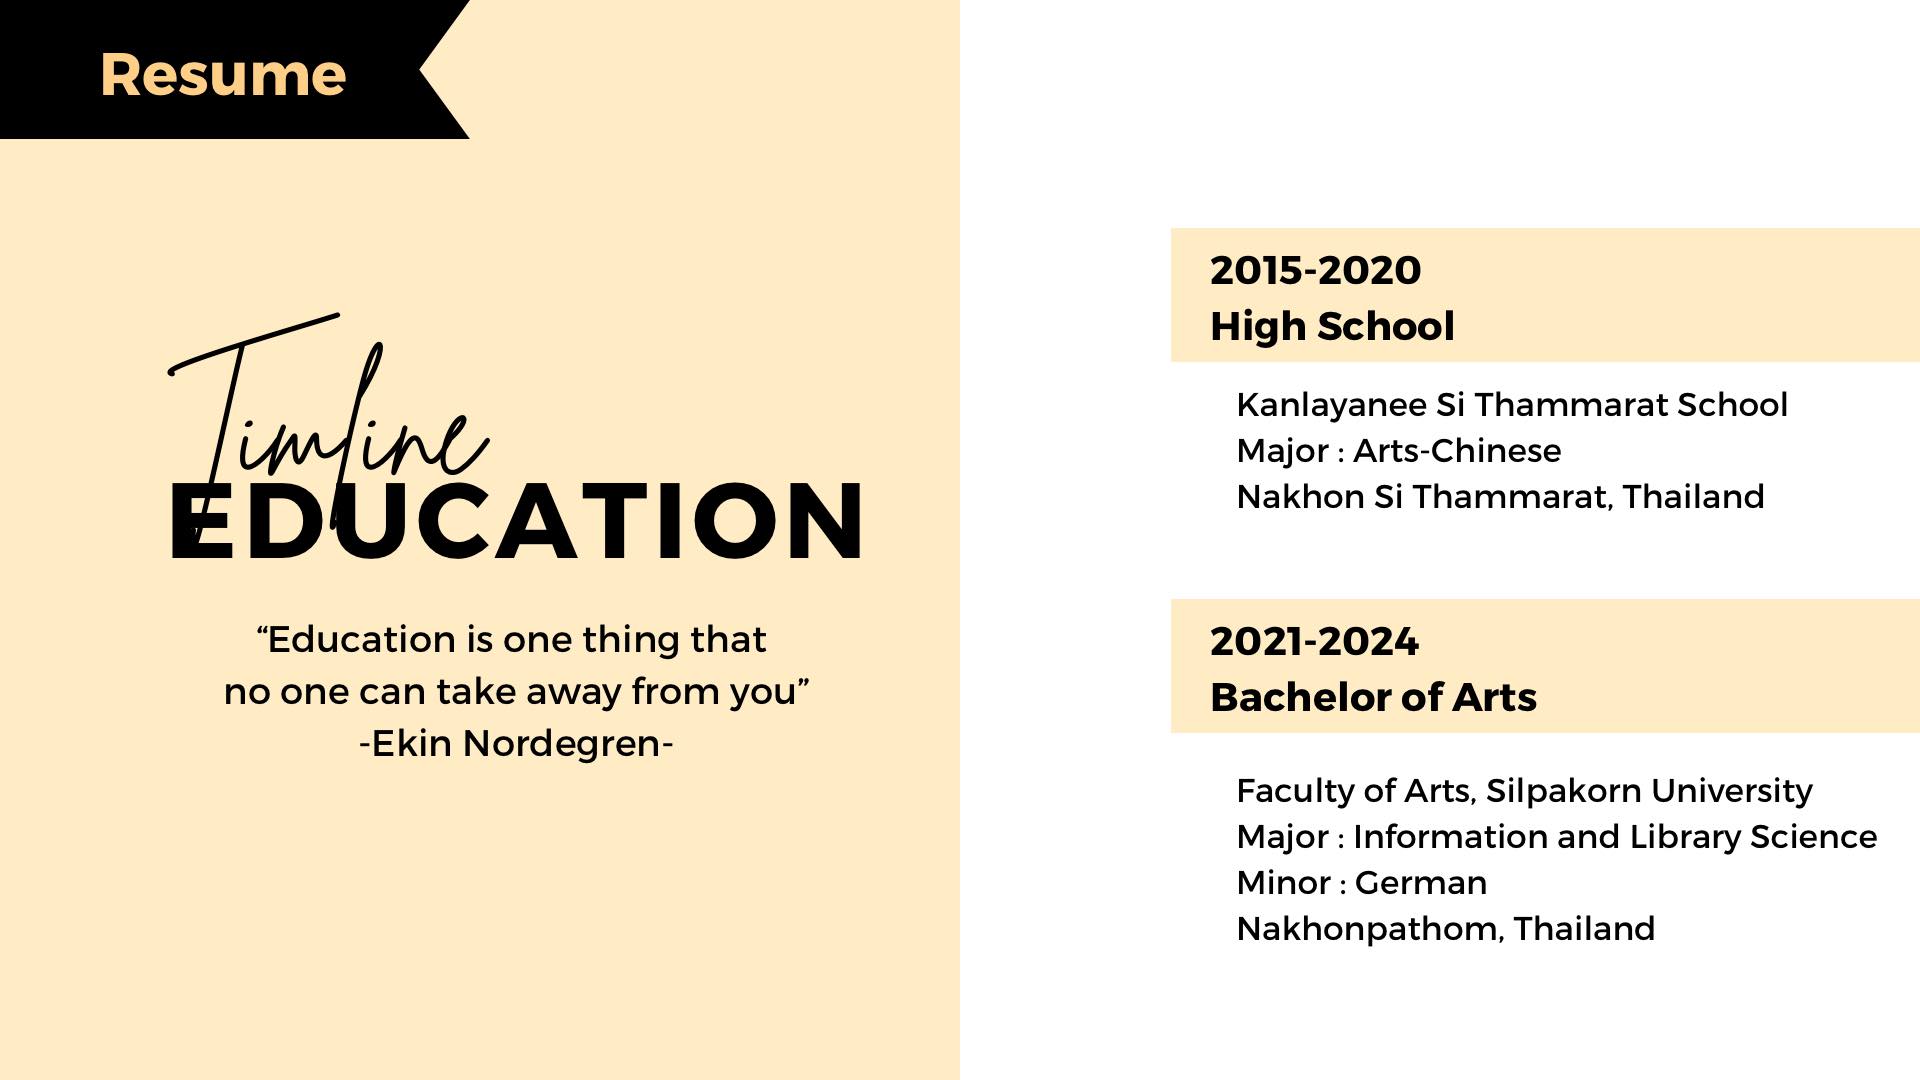 Resume
Timline
EDUCATION
“Education is one thing that
no one can take away from you”
-Ekin Nordegren-
2015-2020
High School
Kanlayanee Si Thammarat School
Major : Arts-Chinese
Nakhon Si Thammarat, Thailand
2021-2024
Bachelor of Arts
Faculty of Arts, Silpakorn University
Major : Information and Library Science
Minor : German
Nakhonpathom, Thailand